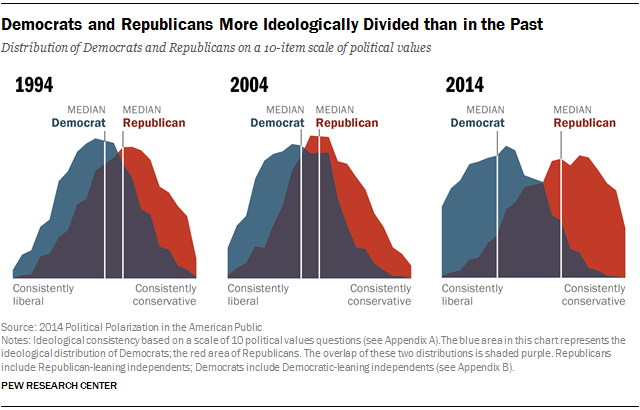 Democrats and Republicans More Ideologically Divided than in the Past
Distribution of Democrats and Republicans on a 10-item scale of political values
1994
MEDIAN
Democrat
MEDIAN
Republican
Consistently
liberal
Consistently
conservative
2004
MEDIAN
Democrat
MEDIAN
Republican
Consistently
liberal
Consistently
conservative
2014
MEDIAN
Democrat
MEDIAN
Republican
Consistently
liberal
Consistently
conservative
Source: 2014 Political Polarization in the American Public
Notes: Ideological consistency based on a scale of 10 political values questions (see Appendix A).The blue area in this chart represents the
ideological distribution of Democrats; the red area of Republicans. The overlap of these two distributions is shaded purple. Republicans
include Republican-leaning independents; Democrats include Democratic-leaning independents (see Appendix B).
PEW RESEARCH CENTER